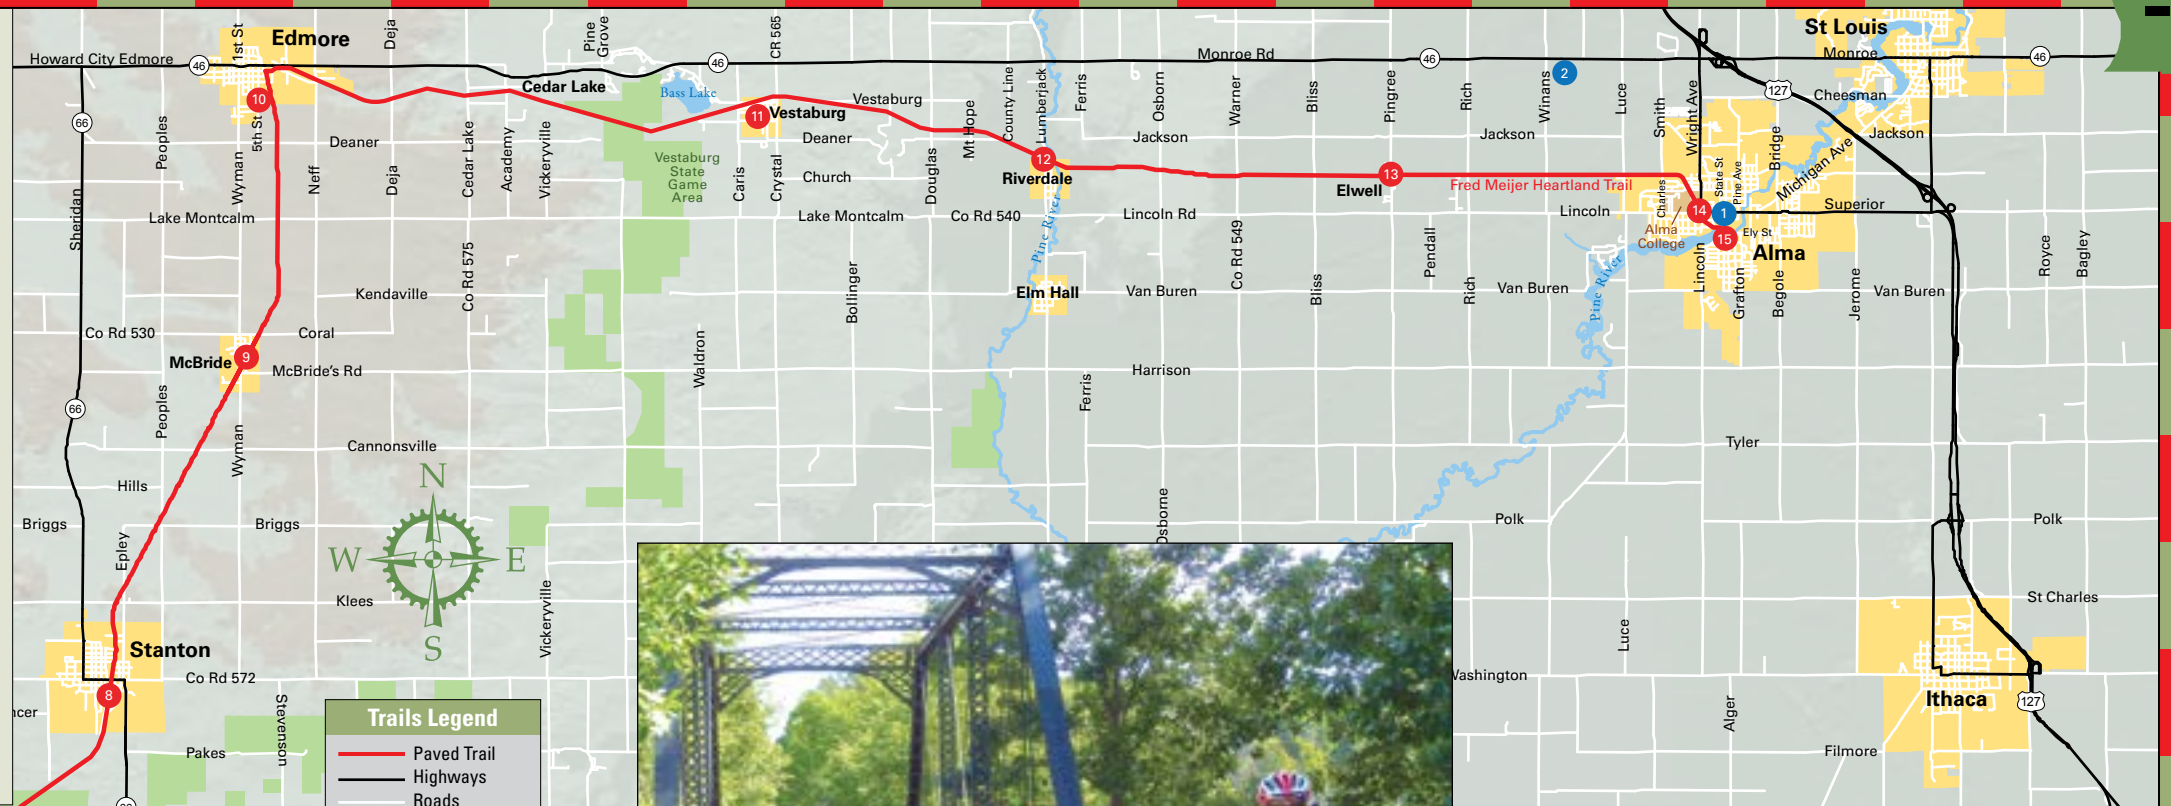 1st St
Edmore
Deja
Pine
Grove
CR 565
St Louis
Howard City Edmore
46
46
Monroe Rd
46
Monroe
46
Cedar Lake
Bass Lake
2
127
Cheesman
10
66
Peoples
5th St
Wyman
Deaner
Neff
Deja
Cedar Lake
Academy
Vickeryville
11
Vestaburg
Vestaburg
Deaner
Mt Hope
County Line
Lumberjack
Ferris
Osborn
Warner
Bliss
Pingree
Rich
Winans
Luce
Smith
Wright Ave
Bridge
Jackson
Jackson
Jackson
Michigan Ave
Vestaburg
State
Game
Area
Caris
Crystal
Church
Douglas
12
Riverdale
Elwell
13
Fred Meijer Heartland Trail
Charles
State St
Pine Ave
Sheridan
Lake Montcalm
Lake Montcalm
Co Rd 540
Lincoln Rd
Lincoln
14
1
Superior
Alma
College
15
Ely St
Alma
Pine River
Co Rd 575
Co Rd 549
Pendall
Royce
Bagley
Kendaville
Bollinger
Elm Hall
Van Buren
Bliss
Rich
Van Buren
Pine River
Lincoln
Grafton
Begole
Jerome
Van Buren
Co Rd 530
Coral
McBride
9
McBride's Rd
Waldron
Harrison
Ferris
66
Peoples
Wyman
Cannonsville
Tyler
N
Hills
Briggs
Briggs
Osborne
Polk
Polk
Epley
W
E
Klees
S
Vickeryville
St Charles
Luce
Stanton
Co Rd 572
8
Stevenson
Ithaca
127
Alger
Pakes
Filmore
Trails Legend
Paved Trail
Highways
Roads